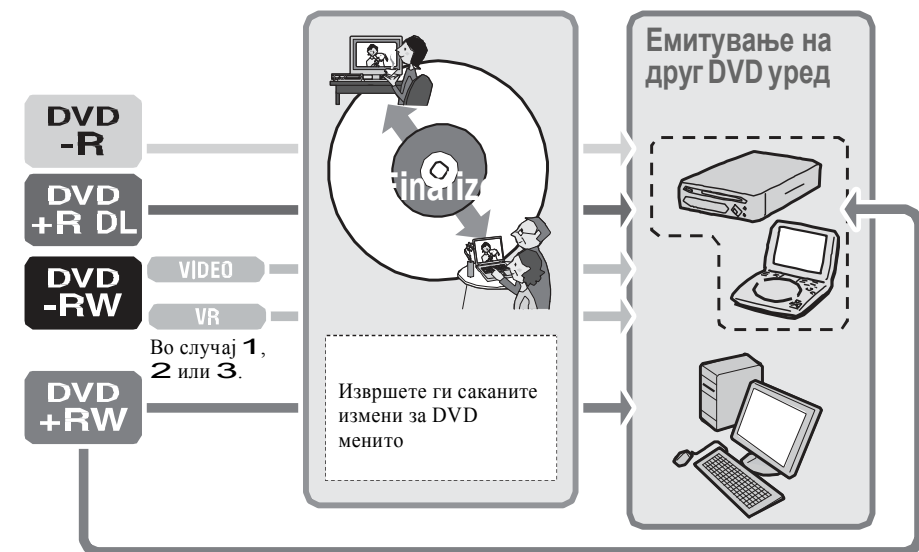 Емитување на
друг DVD уред
DVD
-R
Finalize
DVD
+R DL
DVD
-RW
VIDEO
VR
Во случај 1,
2 или 3.
DVD
+RW
Извршете ги саканите
измени за DVD
менито